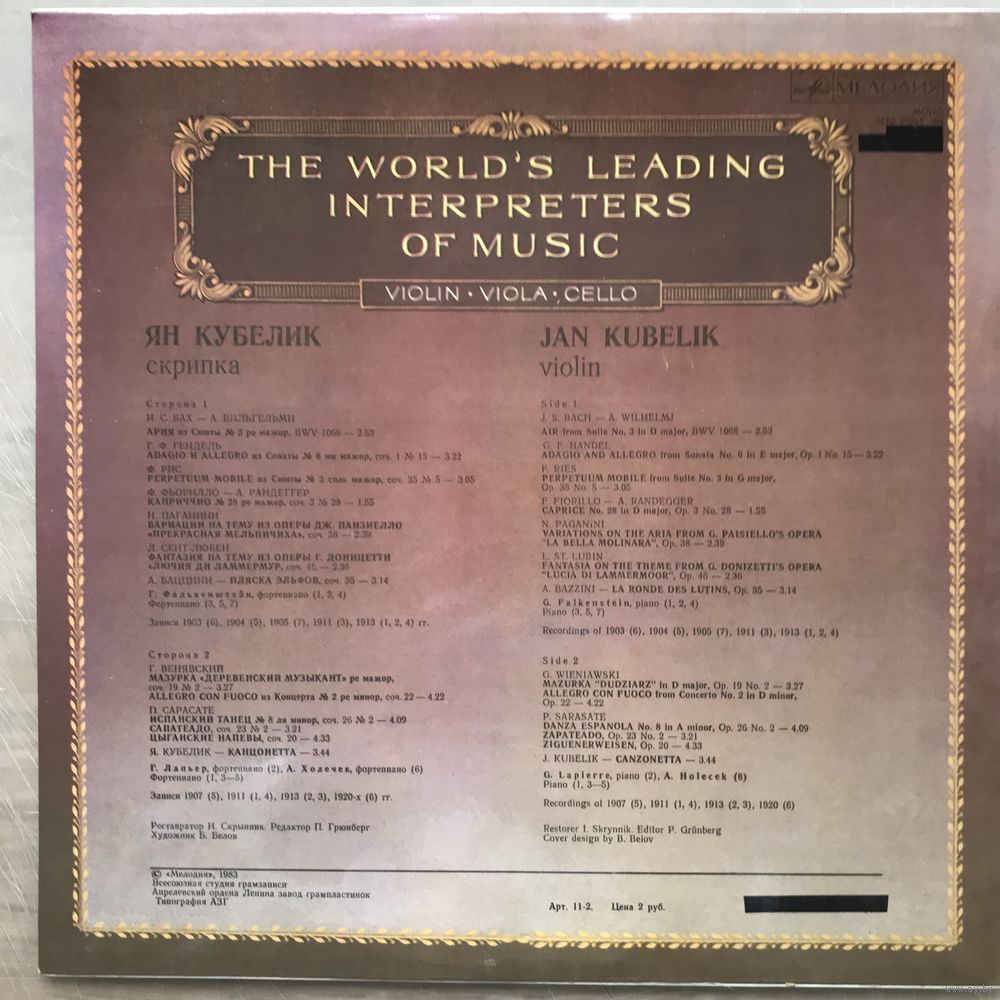 МЕЛОДИЯ
МОНО
THE WORLD'S LEADING
INTERPRETERS
OF MUSIC
VIOLIN · VIOLA · CELLO
ЯН КУБЕЛИК
скрипка
Сторона 1
И. С. БАХ — А. ВИЛЬГЕЛЬМИ
АРИЯ из Сюиты № 3 ре мажор, BWV 1068 — 2.53
Г. Ф. ГЕНДЕЛЬ
ADAGIO И ALLEGRO из Сонаты № 6 ми мажор, соч. 1 № 15 — 3.22
Ф. РИС
PERPETUUM MOBILE из Сюиты № 3 соль мажор, соч. 35 № 5 — 3.05
Ф. ФЬОРИЛЛО — А. РАНДЕГГЕР
КАПРИЧЧИО № 28 ре мажор, соч. 3 № 28 — 1.55
Н. ПАГАНИНИ
ВАРИАЦИИ НА ТЕМУ ИЗ ОПЕРЫ ДЖ. ПАИЗИЕЛЛО
«ПРЕКРАСНАЯ МЕЛЬНИЧИХА», соч. 38 — 2.39
Л. СЕНТ-ЛЮБЕН
ФАНТАЗИЯ НА ТЕМУ ИЗ ОПЕРЫ Г. ДОНИЦЕТТИ
«ЛЮЧИЯ ДИ ЛАММЕРМУР, соч. 46 — 2.36
А. БАЦЦИНИ — ПЛЯСКА ЭЛЬФОВ, соч. 35 — 3.14
Г. Фалькенштейн, фортепиано (1, 2, 4)
Фортепиано (3, 5, 7)
Записи 1903 (6), 1904 (5), 1905 (7), 1911 (3), 1913 (1, 2, 4) гг.
Сторона 2
Г. ВЕНЯВСКИЙ
МАЗУРКА «ДЕРЕВЕНСКИЙ МУЗЫКАНТ» ре мажор,
соч. 19 № 2 — 3.27
ALLEGRO CON FUOCO из Концерта № 2 ре минор, соч. 22 — 4.22
П. САРАСАТЕ
ИСПАНСКИЙ ТАНЕЦ № 8 ля минор, соч. 26 № 2 — 4.09
САПАТЕАДО, соч. 23 № 2 — 3.21
ЦЫГАНСКИЕ НАПЕВЫ, соч. 20 — 4.33
Я. КУБЕЛИК — КАНЦОНЕТТА — 3.44
Г. Лапьер, фортепиано (2), А. Холечек, фортепиано (6)
Фортепиано (1, 3—5)
Записи 1907 (5), 1911 (1, 4), 1913 (2, 3), 1920-х (6) гг.
Реставратор И. Скрынник. Редактор П. Грюнберг
Художник Б. Белов
JAN KUBELIK
violin
Side 1
J. S. BACH — A. WILHELMJ
AIR from Suite No. 3 in D major, BWV 1068 — 2.53
G. F. HANDEL
ADAGIO AND ALLEGRO from Sonata No. 6 in E major, Op. 1 No. 15 — 3.22
F. RIES
PERPETUUM MOBILE from Suite No. 3 in G major,
Op. 35 No. 5 — 3.05
F. FIORILLO — A. RANDEGGER
CAPRICE No. 28 in D major, Op. 3 No. 28 — 1.55
N. PAGANINI
VARIATIONS ON THE ARIA FROM G. PAISIELLO'S OPERA
"LA BELLA MOLINARA", Op. 38 — 2.39
L. ST. LUBIN
FANTASIA ON THE THEME FROM G. DONIZETTI'S OPERA
"LUCIA DI LAMMERMOOR", Op. 46 — 2.36
A. BAZZINI — LA RONDE DES LUTINS, Op. 35 — 3.14
G. Falkenstein, piano (1, 2, 4)
Piano (3, 5, 7)
Recordings of 1903 (6), 1904 (5), 1905 (7), 1911 (3), 1913 (1, 2, 4)
Side 2
G. WIENIAWSKI
MAZURKA "DUDZIARZ" in D major, Op. 19 No. 2 — 3.27
ALLEGRO CON FUOCO from Concerto No. 2 in D minor,
Op. 22 — 4.22
P. SARASATE
DANZA ESPANOLA No. 8 in A minor, Op. 26 No. 2 — 4.09
ZAPATEADO, Op. 23 No. 2 — 3.21
ZIGUENERWEISEN, Op. 20 — 4.33
J. KUBELIK — CANZONETTA — 3.44
G. Lapierre, piano (2), A. Holecek (6)
Piano (1, 3—5)
Recordings of 1907 (5), 1911 (1, 4), 1913 (2, 3), 1920 (6)
Restorer I. Skrynnik. Editor P. Grünberg
Cover design by B. Belov
© «Мелодия», 1983
Всесоюзная студия грамзаписи
Апрелевский ордена Ленина завод грампластинок
Типография АЗГ
Арт. 11-2. Цена 2 руб.